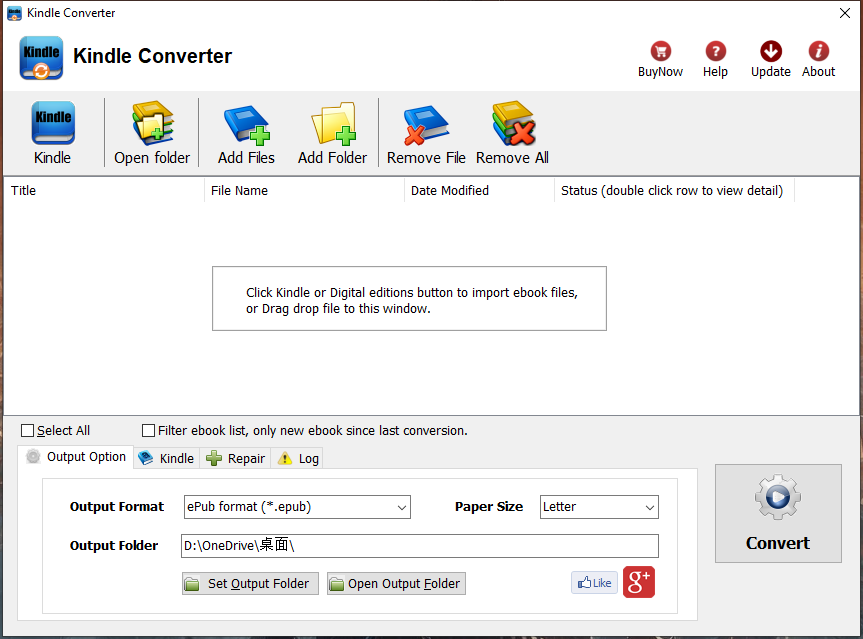 Kindle Converter
Kindle
Kindle Converter
BuyNow Help Update About
Kindle
Kindle Open folder Add Files Add Folder Remove File Remove All
Title File Name Date Modified Status (double click row to view detail)
Click Kindle or Digital editions button to import ebook files,
or Drag drop file to this window.
Select All Filter ebook list, only new ebook since last conversion.
Output Option Kindle Repair Log
Output Format ePub format (*.epub) Paper Size Letter
Output Folder D:\OneDrive\桌面\
Set Output Folder Open Output Folder Like g+
Convert